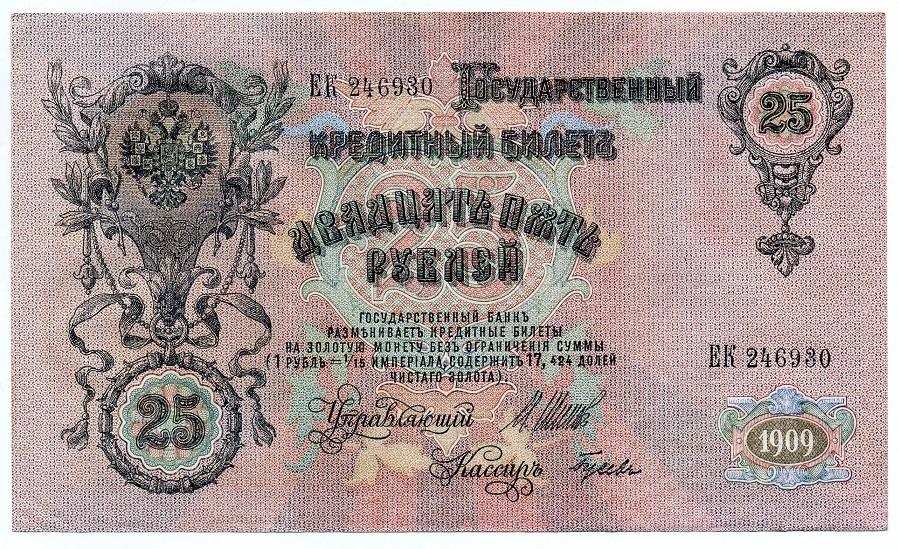 ЕК 246930
Государственный
Кредитный билетъ
Двадцать пять
рублей
25
25
ГОСУДАРСТВЕННЫЙ БАНКЪ
РАЗМѢНИВАЕТЪ КРЕДИТНЫЕ БИЛЕТЫ
НА ЗОЛОТУЮ МОНЕТУ БЕЗЪ ОГРАНИЧЕНІЯ СУММЫ
(1 РУБЛЬ = 1/15 ИМПЕРІАЛА, СОДЕРЖИТЪ 17, 424 ДОЛЕЙ
ЧИСТАГО ЗОЛОТА).
ЕК 246930
25
Управляющій
Кассиръ
1909